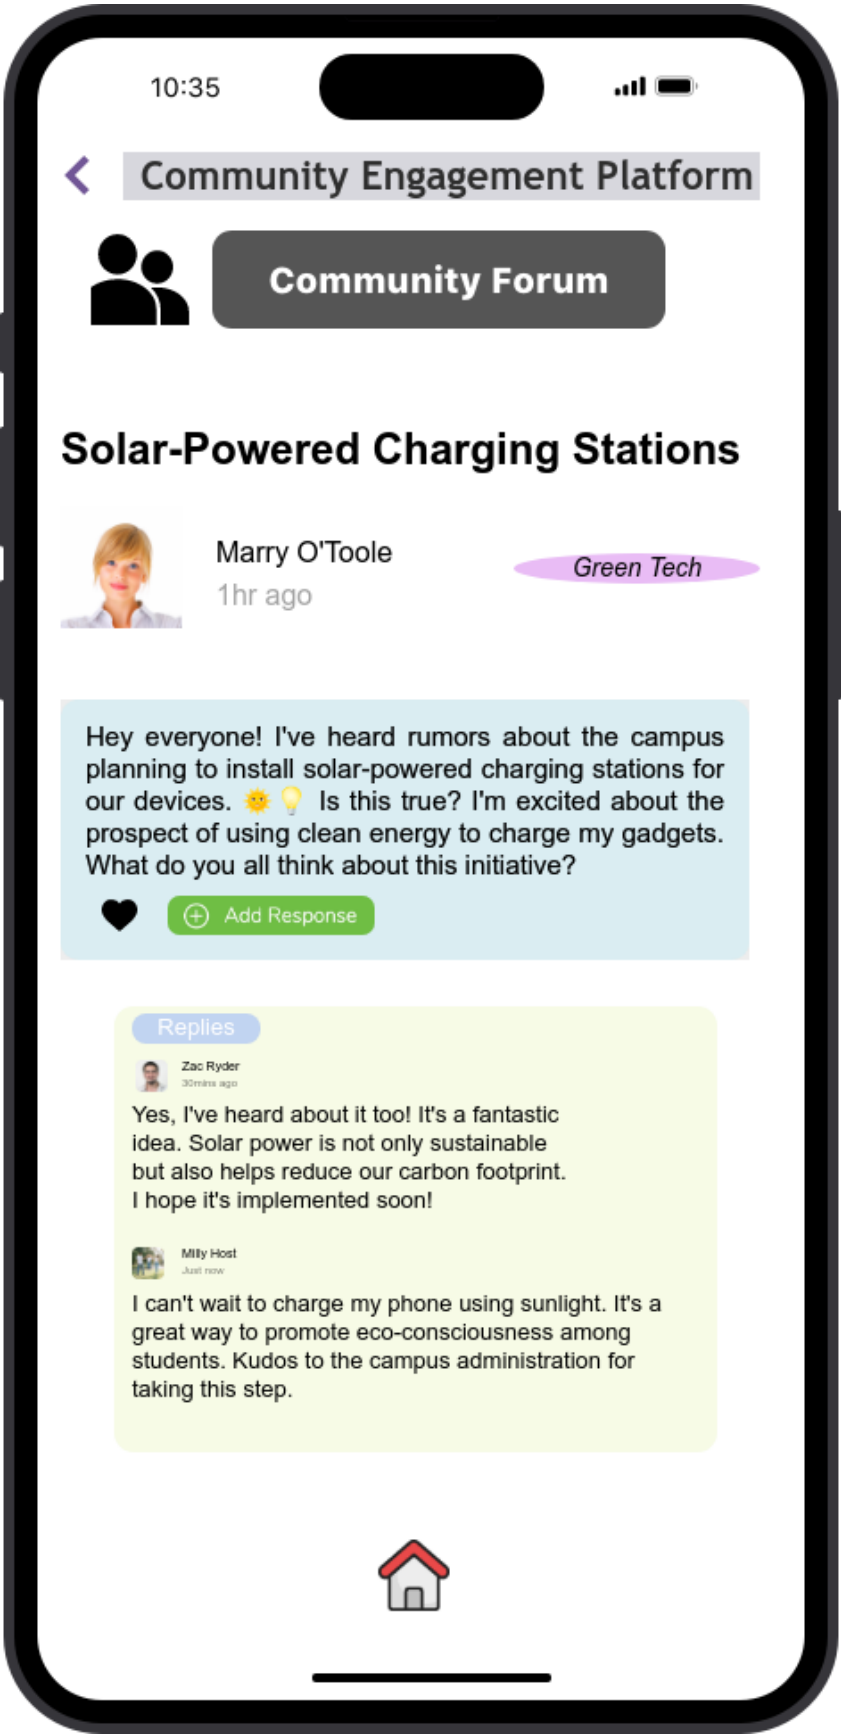 10:35
Community Engagement Platform
Community Forum
Solar-Powered Charging Stations
Marry O'Toole
1hr ago
Green Tech
Hey everyone! I've heard rumors about the campus
planning to install solar-powered charging stations for
our devices. 🌞💡 Is this true? I'm excited about the
prospect of using clean energy to charge my gadgets.
What do you all think about this initiative?
Add Response
Replies
Zac Ryder
30mins ago
Yes, I've heard about it too! It's a fantastic
idea. Solar power is not only sustainable
but also helps reduce our carbon footprint.
I hope it's implemented soon!
Milly Host
Just now
I can't wait to charge my phone using sunlight. It's a
great way to promote eco-consciousness among
students. Kudos to the campus administration for
taking this step.